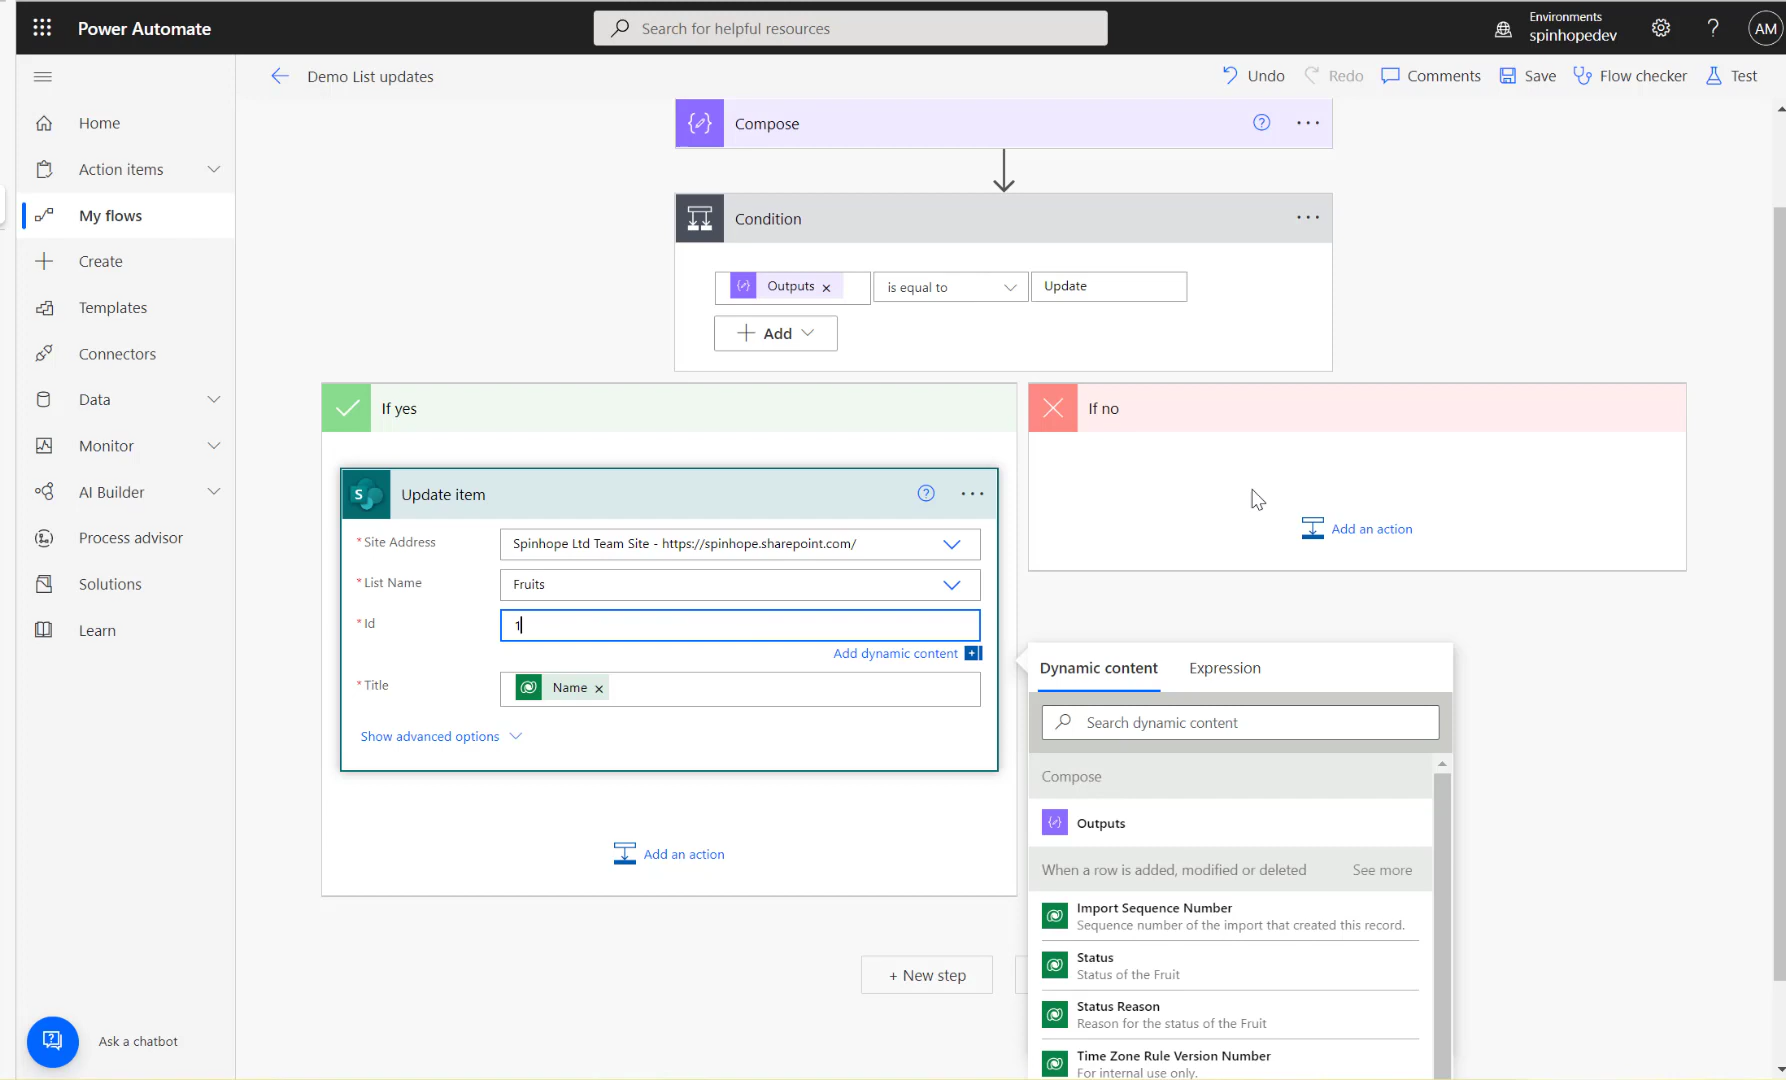 Power Automate
Search for helpful resources
Environments
spinhopedev
?
AM
Demo List updates
Undo
Redo
Comments
Save
Flow checker
Test
Home
Action items
My flows
Create
Templates
Connectors
Data
Monitor
AI Builder
Process advisor
Solutions
Learn
Ask a chatbot
Compose
?
Condition
Outputs
is equal to
Update
Add
If yes
If no
Update item
?
* Site Address
Spinhope Ltd Team Site - https://spinhope.sharepoint.com/
* List Name
Fruits
* Id
1
Add dynamic content
* Title
Name
Show advanced options
Add an action
Add an action
+ New step
Dynamic content
Expression
Search dynamic content
Compose
Outputs
When a row is added, modified or deleted
See more
Import Sequence Number
Sequence number of the import that created this record.
Status
Status of the Fruit
Status Reason
Reason for the status of the Fruit
Time Zone Rule Version Number
For internal use only.